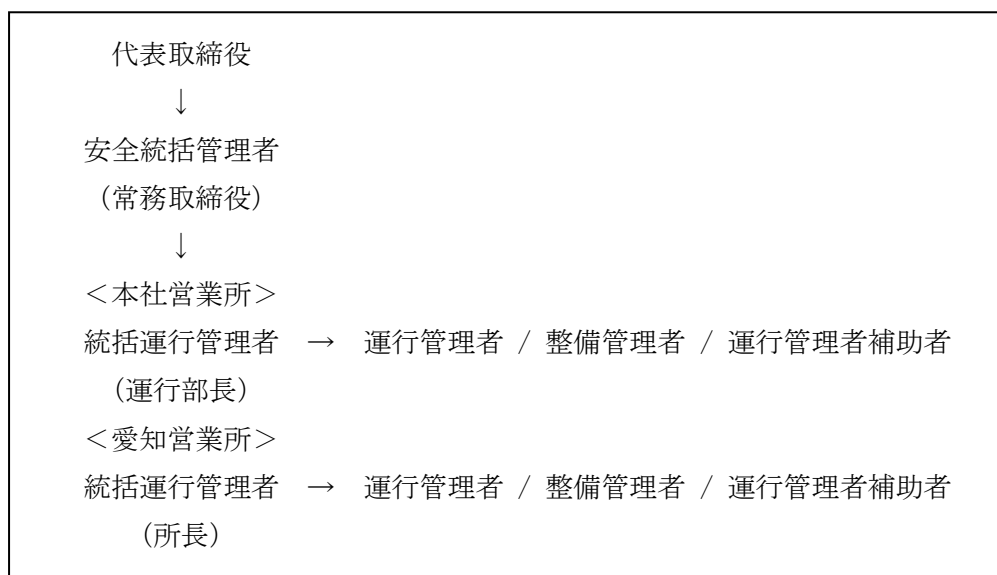 代表取締役
↓
安全統括管理者
（常務取締役）
↓
＜本社営業所＞
統括運行管理者 → 運行管理者 / 整備管理者 / 運行管理者補助者
（運行部長）
＜愛知営業所＞
統括運行管理者 → 運行管理者 / 整備管理者 / 運行管理者補助者
（所長）